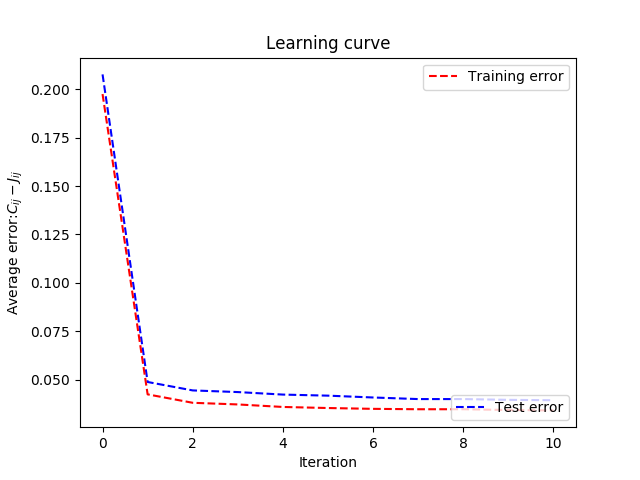 Learning curve
Training error
0.200
0.175
0.150
0.125
0.100
0.075
0.050
Average error:C_{ij} − J_{ij}
Test error
0 2 4 6 8 10
Iteration